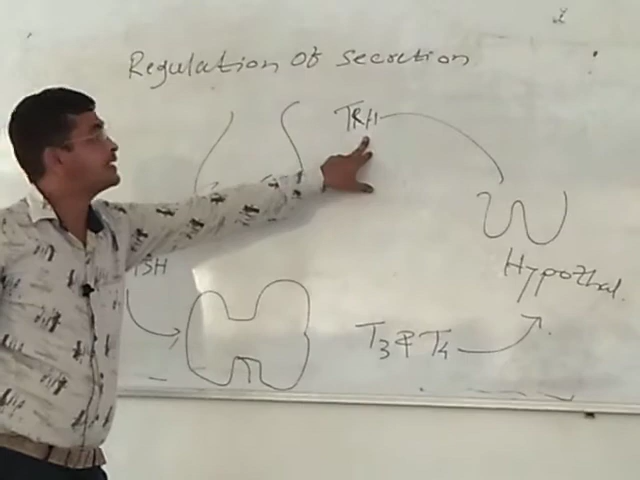 Regulation of secretion
TRH
TSH
Hypothal.
T3 & T4